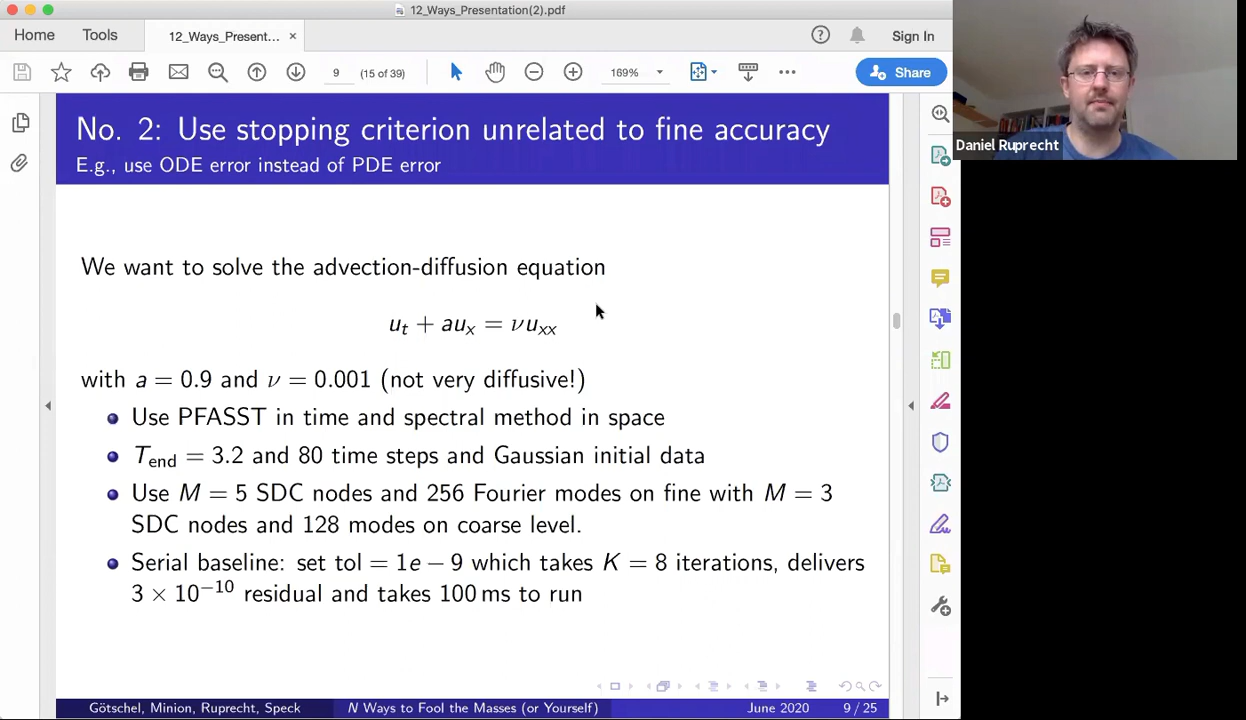 12_Ways_Presentation(2).pdf
Home Tools 12_Ways_Present... × Sign In
9 (15 of 39) 169% Share
No. 2: Use stopping criterion unrelated to fine accuracy
E.g., use ODE error instead of PDE error
Daniel Ruprecht
We want to solve the advection-diffusion equation
uₜ + auₓ = νuₓₓ
with a = 0.9 and ν = 0.001 (not very diffusive!)
Use PFASST in time and spectral method in space
T_end = 3.2 and 80 time steps and Gaussian initial data
Use M = 5 SDC nodes and 256 Fourier modes on fine with M = 3
SDC nodes and 128 modes on coarse level.
Serial baseline: set tol = 1e − 9 which takes K = 8 iterations, delivers
3 × 10⁻¹⁰ residual and takes 100 ms to run
Götschel, Minion, Ruprecht, Speck N Ways to Fool the Masses (or Yourself) June 2020 9 / 25